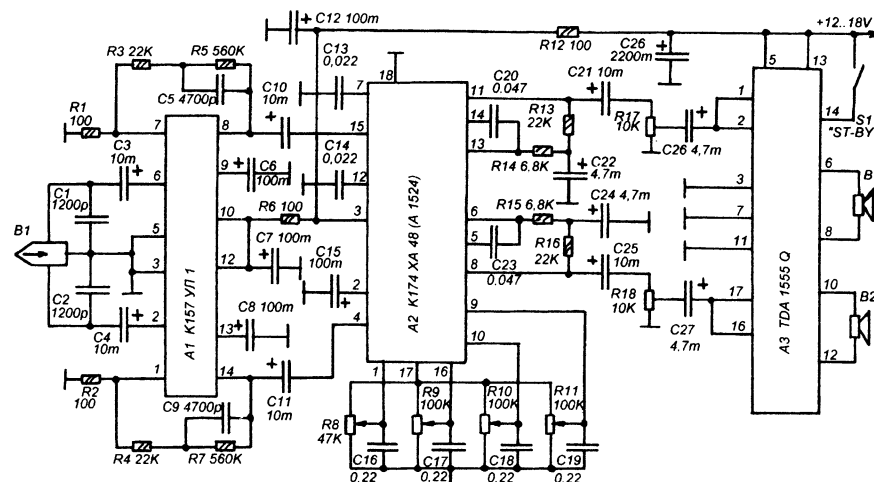 C12 100m
+12..18V
R3 22K
R5 560K
C13
0,022
R12 100
C26
2200m
C5 4700p
C10
10m
18
5
13
R1
100
7
C20
0.047
C21 10m
11
R13
22K
R17
10K
1
7
8
15
14
2
14
S1
"ST-BY
C3
10m
C14
0,022
13
R14 6,8K
C26 4,7m
9
C6
100m
12
C22
4.7m
6
B
6
C1
1200p
R6 100
R15 6,8K
C24 4,7m
3
10
3
6
7
B1
5
C7 100m
C15
100m
5
R16
22K
C25
10m
11
8
3
12
2
8
C23
0.047
C2
1200p
C8 100m
9
R18
10K
17
10
B2
C4
10m
2
13
4
10
16
C27
4.7m
12
1
14
C11
10m
1
17
16
R2
100
C9 4700p
R8
47K
R9
100K
R10
100K
R11
100K
R4 22K
R7 560K
C16
0.22
C17
0.22
C18
0.22
C19
0.22
A1 К157 УЛ 1
A2 К174 ХА 48 (А 1524)
A3 TDA 1555 Q